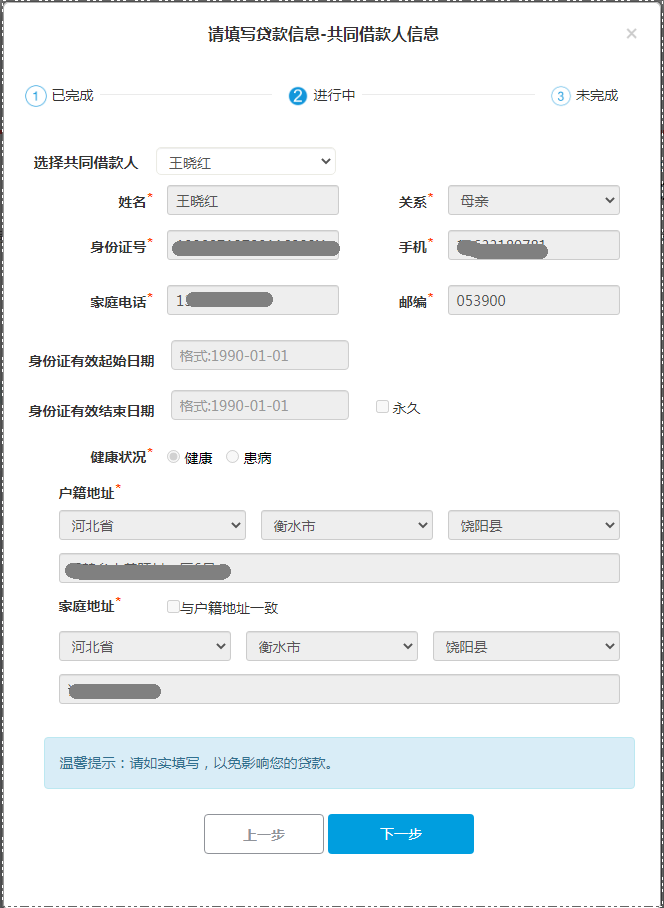 请填写贷款信息-共同借款人信息 ×
1 已完成 2 进行中 3 未完成
选择共同借款人 王晓红
姓名* 王晓红 关系* 母亲
身份证号* 手机*
家庭电话* 1 邮编* 053900
身份证有效起始日期 格式:1990-01-01
身份证有效结束日期 格式:1990-01-01 永久
健康状况* 健康 患病
户籍地址*
河北省 衡水市 饶阳县
家庭地址* 与户籍地址一致
河北省 衡水市 饶阳县
温馨提示：请如实填写，以免影响您的贷款。
上一步 下一步